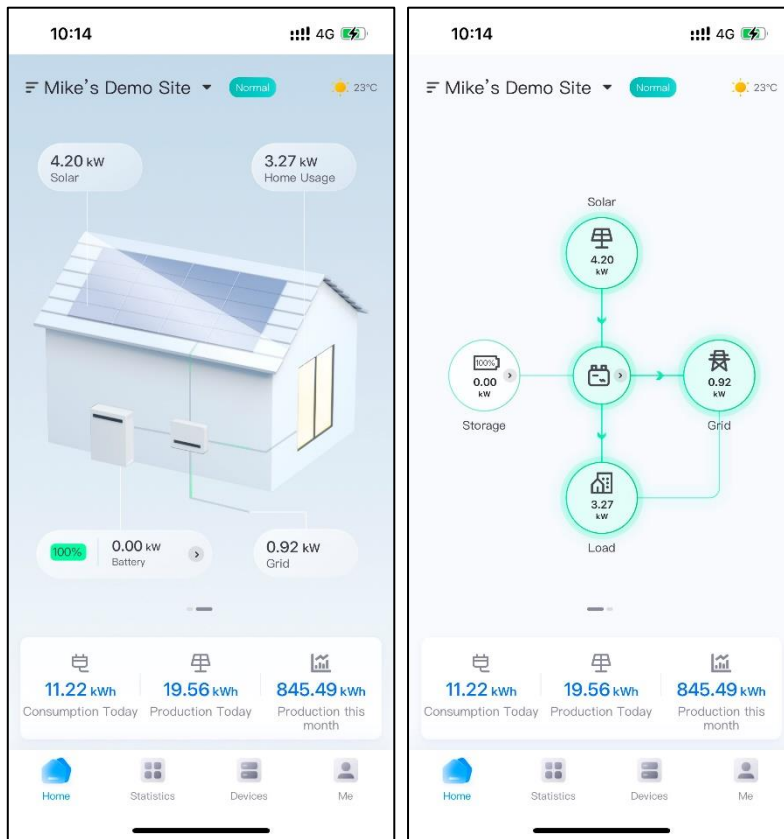 10:14
4G
Mike's Demo Site
Normal
23°C
4.20 kW
Solar
3.27 kW
Home Usage
100%
0.00 kW
Battery
0.92 kW
Grid
11.22 kWh
Consumption Today
19.56 kWh
Production Today
845.49 kWh
Production this
month
Home
Statistics
Devices
Me
10:14
4G
Mike's Demo Site
Normal
23°C
Solar
4.20
kW
100%
0.00
kW
Storage
0.92
kW
Grid
3.27
kW
Load
11.22 kWh
Consumption Today
19.56 kWh
Production Today
845.49 kWh
Production this
month
Home
Statistics
Devices
Me